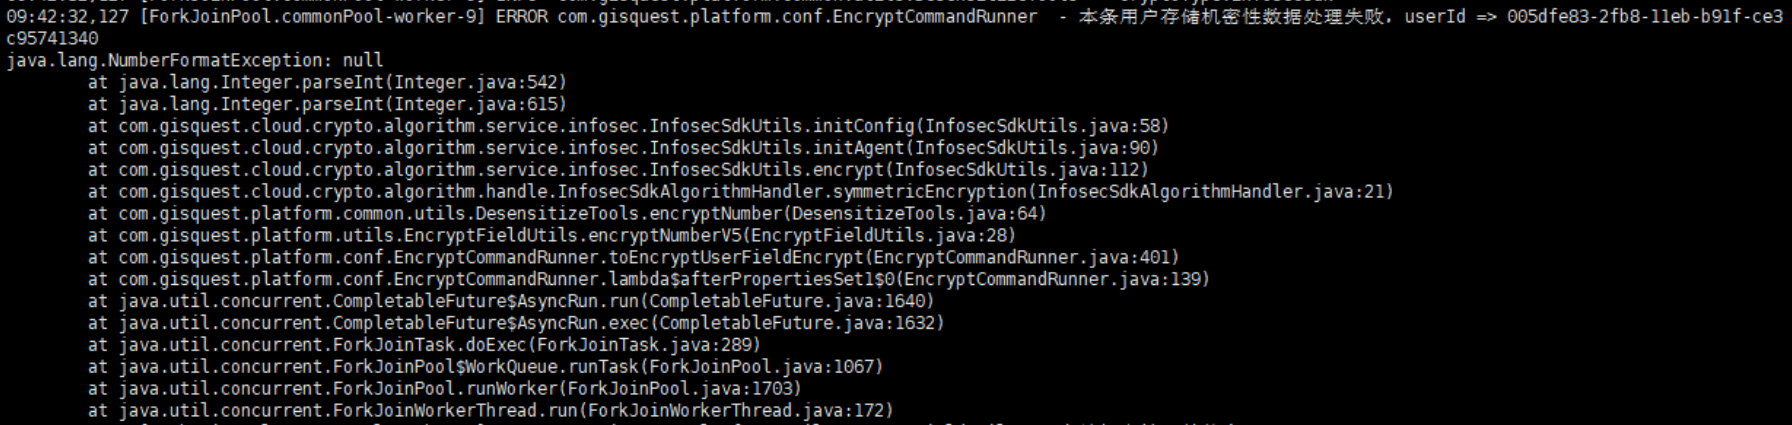 09:42:32,127 [ForkJoinPool.commonPool-worker-9] ERROR com.gisquest.platform.conf.EncryptCommandRunner  - 本条用户存储机密性数据处理失败，userId => 005dfe83-2fb8-11eb-b91f-ce3
c95741340
java.lang.NumberFormatException: null
        at java.lang.Integer.parseInt(Integer.java:542)
        at java.lang.Integer.parseInt(Integer.java:615)
        at com.gisquest.cloud.crypto.algorithm.service.infosec.InfosecSdkUtils.initConfig(InfosecSdkUtils.java:58)
        at com.gisquest.cloud.crypto.algorithm.service.infosec.InfosecSdkUtils.initAgent(InfosecSdkUtils.java:90)
        at com.gisquest.cloud.crypto.algorithm.service.infosec.InfosecSdkUtils.encrypt(InfosecSdkUtils.java:112)
        at com.gisquest.cloud.crypto.algorithm.handle.InfosecSdkAlgorithmHandler.symmetricEncryption(InfosecSdkAlgorithmHandler.java:21)
        at com.gisquest.platform.common.utils.DesensitizeTools.encryptNumber(DesensitizeTools.java:64)
        at com.gisquest.platform.utils.EncryptFieldUtils.encryptNumberV5(EncryptFieldUtils.java:28)
        at com.gisquest.platform.conf.EncryptCommandRunner.toEncryptUserFieldEncrypt(EncryptCommandRunner.java:401)
        at com.gisquest.platform.conf.EncryptCommandRunner.lambda$afterPropertiesSet1$0(EncryptCommandRunner.java:139)
        at java.util.concurrent.CompletableFuture$AsyncRun.run(CompletableFuture.java:1640)
        at java.util.concurrent.CompletableFuture$AsyncRun.exec(CompletableFuture.java:1632)
        at java.util.concurrent.ForkJoinTask.doExec(ForkJoinTask.java:289)
        at java.util.concurrent.ForkJoinPool$WorkQueue.runTask(ForkJoinPool.java:1067)
        at java.util.concurrent.ForkJoinPool.runWorker(ForkJoinPool.java:1703)
        at java.util.concurrent.ForkJoinWorkerThread.run(ForkJoinWorkerThread.java:172)